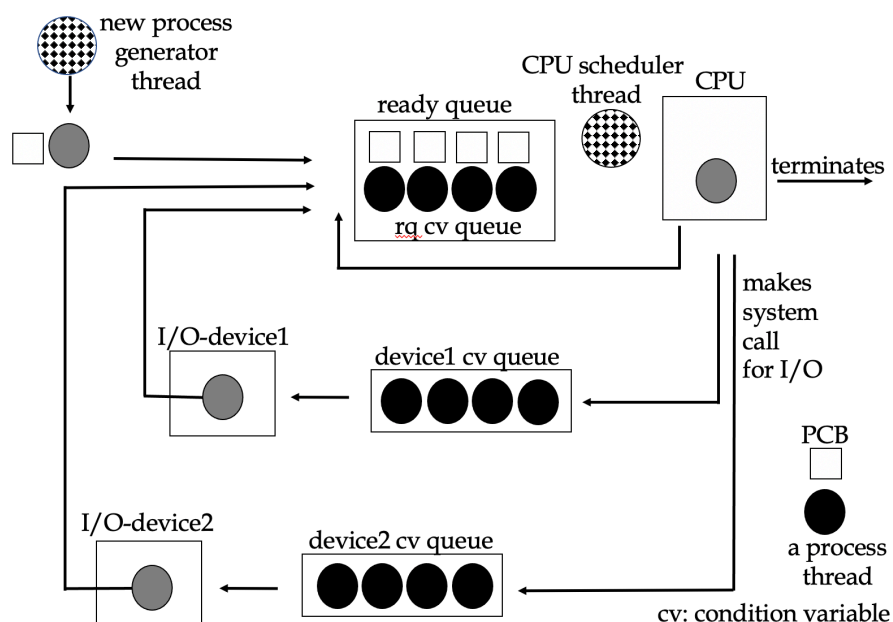 new process
generator
thread
CPU scheduler
thread
CPU
ready queue
terminates
rq cv queue
makes
system
call
for I/O
I/O-device1
device1 cv queue
PCB
I/O-device2
device2 cv queue
a process
thread
cv: condition variable